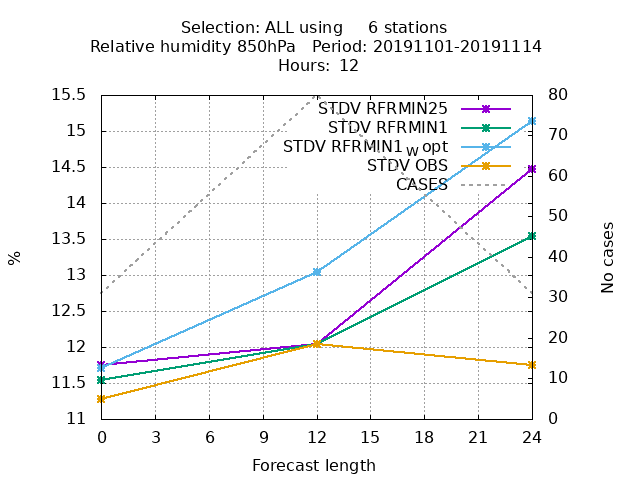 Selection: ALL using 6 stations
Relative humidity 850hPa Period: 20191101-20191114
Hours: 12
STDV RFRMIN25
STDV RFRMIN1
STDV RFRMIN1 w opt
STDV OBS
CASES
%
15.5
15
14.5
14
13.5
13
12.5
12
11.5
11
80
70
60
50
40
30
20
10
0
No cases
0 3 6 9 12 15 18 21 24
Forecast length